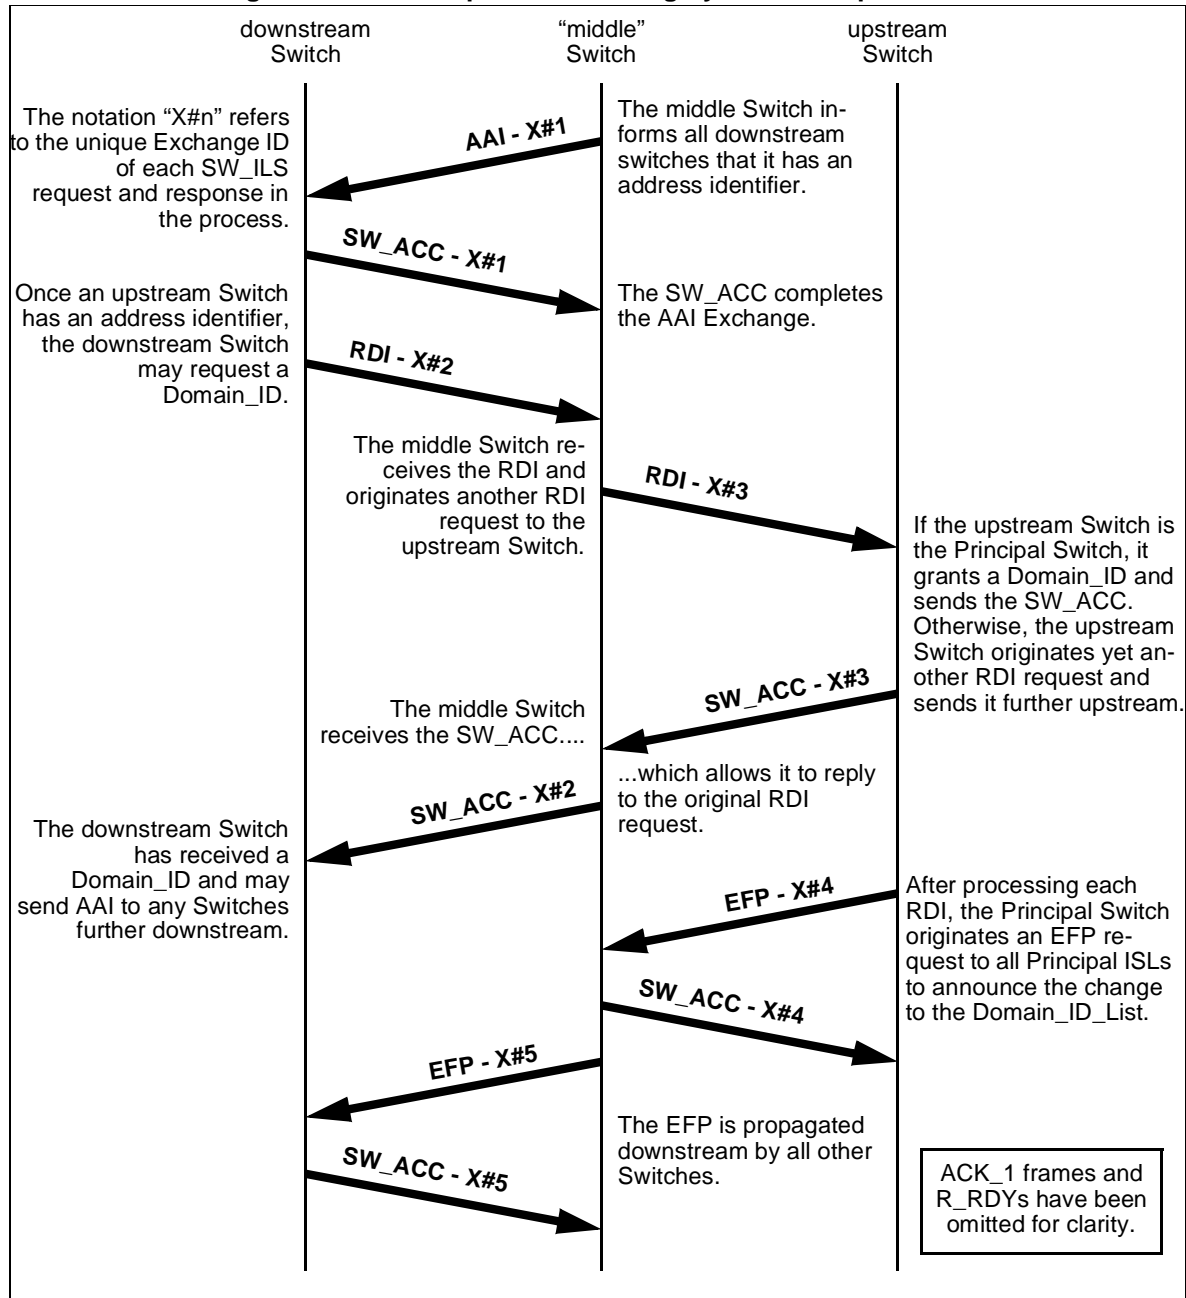 downstream
Switch
“middle”
Switch
upstream
Switch
The notation “X#n” refers
to the unique Exchange ID
of each SW_ILS
request and response in
the process.
AAI - X#1
The middle Switch in-
forms all downstream
switches that it has an
address identifier.
SW_ACC - X#1
Once an upstream Switch
has an address identifier,
the downstream Switch
may request a
Domain_ID.
The SW_ACC completes
the AAI Exchange.
RDI - X#2
The middle Switch re-
ceives the RDI and
originates another RDI
request to the
upstream Switch.
RDI - X#3
If the upstream Switch is
the Principal Switch, it
grants a Domain_ID and
sends the SW_ACC.
Otherwise, the upstream
Switch originates yet an-
other RDI request and
sends it further upstream.
SW_ACC - X#3
The middle Switch
receives the SW_ACC....
...which allows it to reply
to the original RDI
request.
SW_ACC - X#2
The downstream Switch
has received a
Domain_ID and may
send AAI to any Switches
further downstream.
EFP - X#4
After processing each
RDI, the Principal Switch
originates an EFP re-
quest to all Principal ISLs
to announce the change
to the Domain_ID_List.
SW_ACC - X#4
EFP - X#5
The EFP is propagated
downstream by all other
Switches.
SW_ACC - X#5
ACK_1 frames and
R_RDYs have been
omitted for clarity.